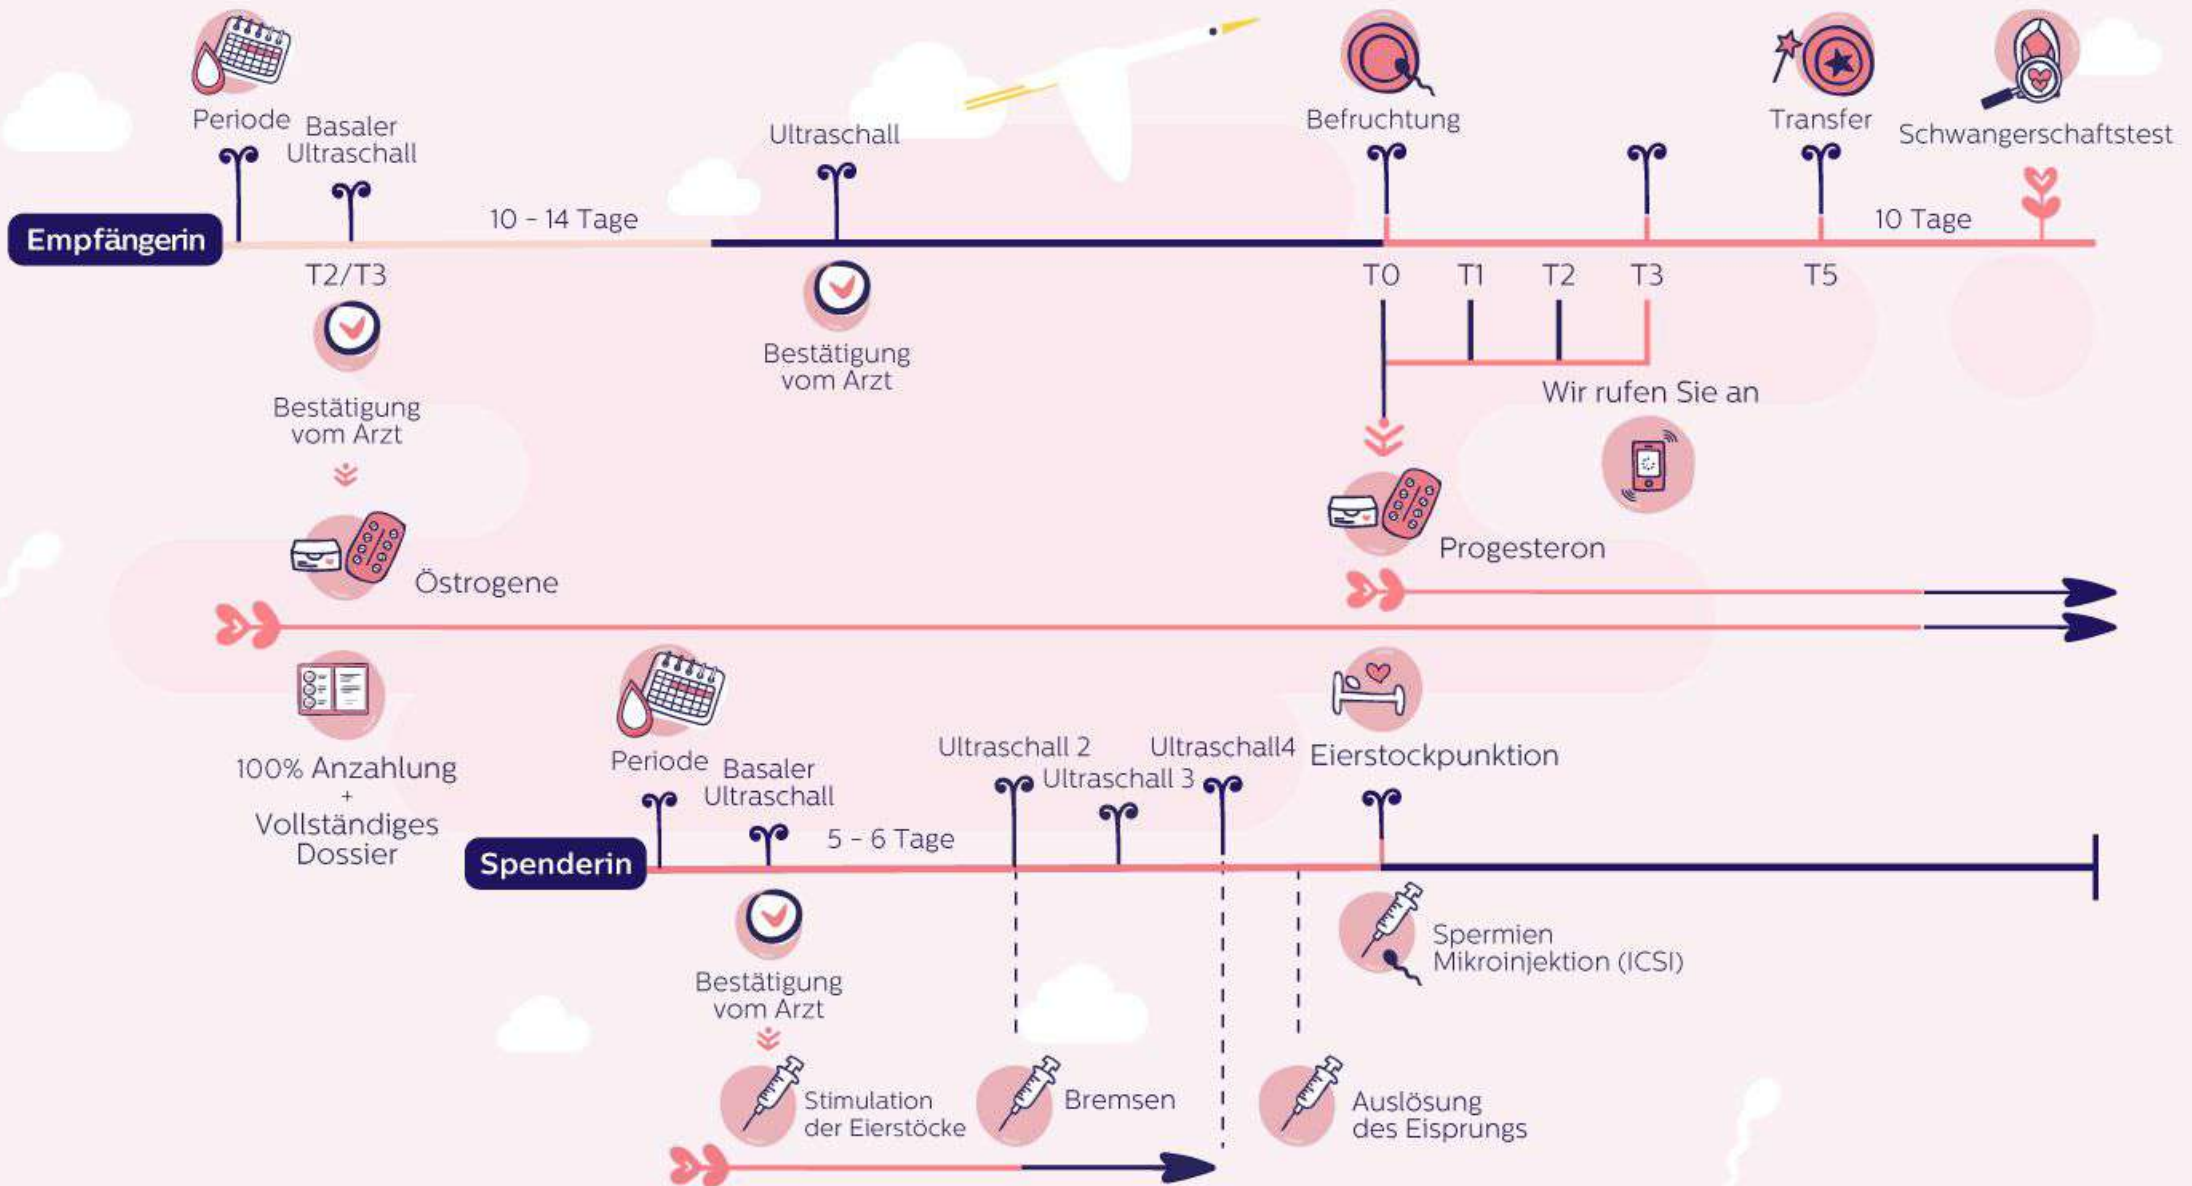 Periode
Basaler
Ultraschall
Ultraschall
Befruchtung
Transfer
Schwangerschaftstest
Empfängerin
10 - 14 Tage
10 Tage
T2/T3
T0
T1
T2
T3
T5
Bestätigung
vom Arzt
Bestätigung
vom Arzt
Wir rufen Sie an
Östrogene
Progesteron
100% Anzahlung
+
Vollständiges
Dossier
Periode
Basaler
Ultraschall
5 - 6 Tage
Ultraschall 2
Ultraschall 3
Ultraschall4
Eierstockpunktion
Spenderin
Bestätigung
vom Arzt
Spermien
Mikroinjektion (ICSI)
Stimulation
der Eierstöcke
Bremsen
Auslösung
des Eisprungs